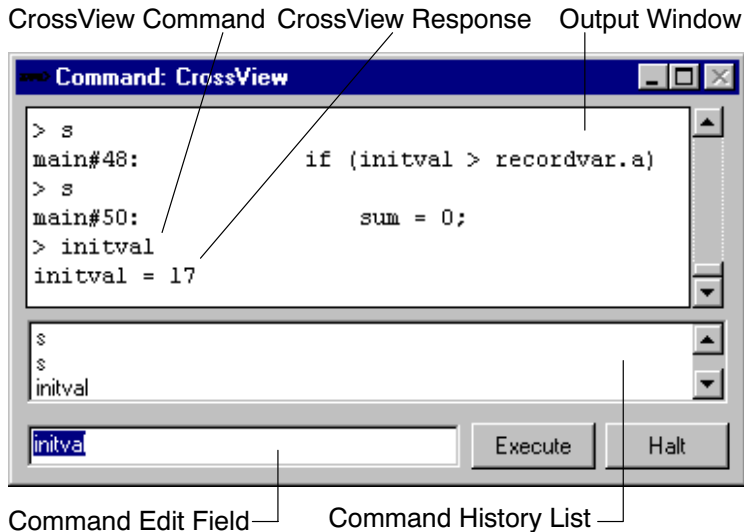 CrossView Command CrossView Response Output Window
Command: CrossView
> s
main#48: if (initval > recordvar.a)
> s
main#50: sum = 0;
> initval
initval = 17
s
s
initval
initval Execute Halt
Command Edit Field Command History List